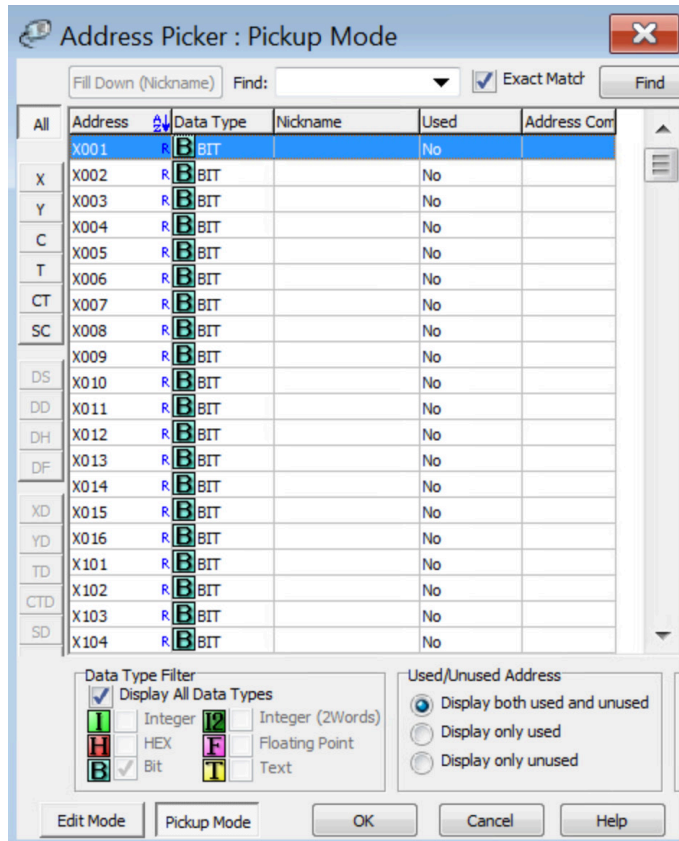 Address Picker : Pickup Mode
Fill Down (Nickname) Find: Exact Match Find
All Address Data Type Nickname Used Address Com
X001 R B BIT No
X X002 R B BIT No
Y X003 R B BIT No
C X004 R B BIT No
X005 R B BIT No
T X006 R B BIT No
CT X007 R B BIT No
SC X008 R B BIT No
X009 R B BIT No
DS X010 R B BIT No
DD X011 R B BIT No
DH X012 R B BIT No
DF X013 R B BIT No
X014 R B BIT No
XD X015 R B BIT No
YD X016 R B BIT No
TD X101 R B BIT No
CTD X102 R B BIT No
X103 R B BIT No
SD X104 R B BIT No
Data Type Filter Used/Unused Address
Display All Data Types Display both used and unused
I Integer I2 Integer (2Words) Display only used
H HEX F Floating Point
B Bit T Text Display only unused
Edit Mode Pickup Mode OK Cancel Help